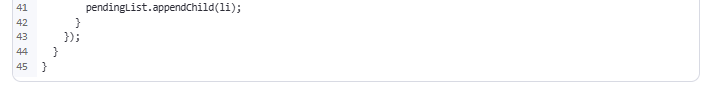 41 pendingList.appendChild(li);
42 }
43 });
44 }
45 }